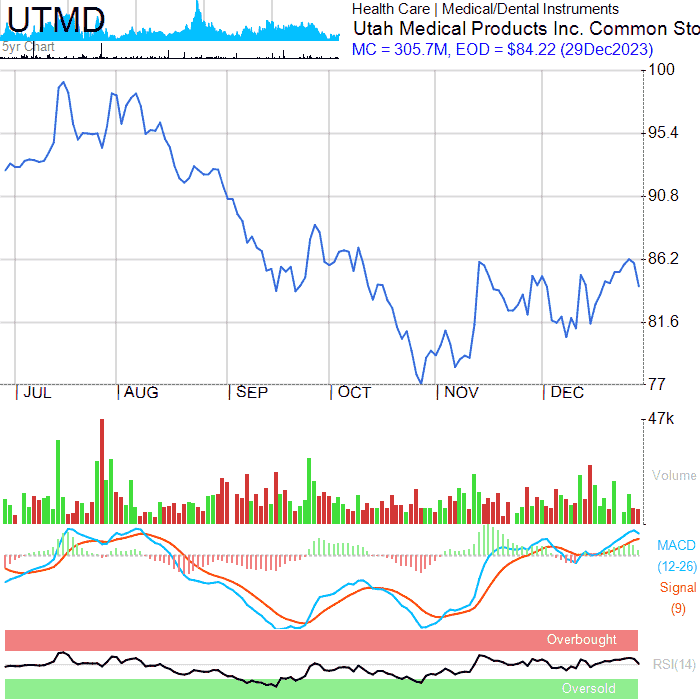 UTMD
5yr Chart
Health Care | Medical/Dental Instruments
Utah Medical Products Inc. Common Sto
MC = 305.7M, EOD = $84.22 (29Dec2023)
100
95.4
90.8
86.2
81.6
77
JUL AUG SEP OCT NOV DEC
47k
Volume
MACD
(12-26)
Signal
(9)
Overbought
RSI(14)
Oversold